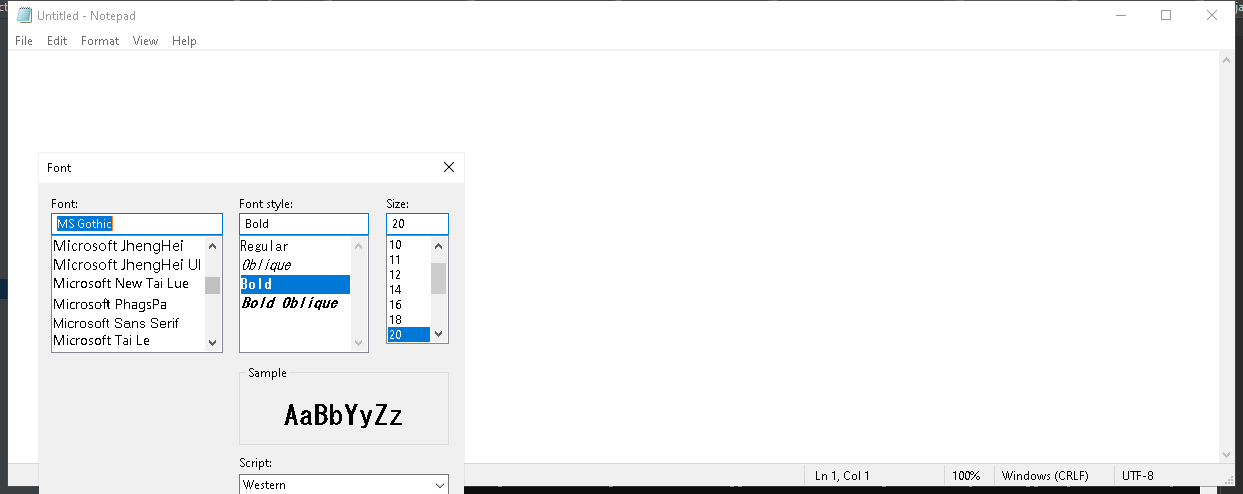 Untitled - Notepad
File Edit Format View Help
Font
Font: Font style: Size:
MS Gothic Bold 20
Microsoft JhengHei Regular 10
Microsoft JhengHei UI Oblique 11
Microsoft New Tai Lue Bold 12
Microsoft PhagsPa Bold Oblique 14
Microsoft Sans Serif 16
Microsoft Tai Le 18
20
Sample
AaBbYyZz
Script:
Western
Ln 1, Col 1 100% Windows (CRLF) UTF-8